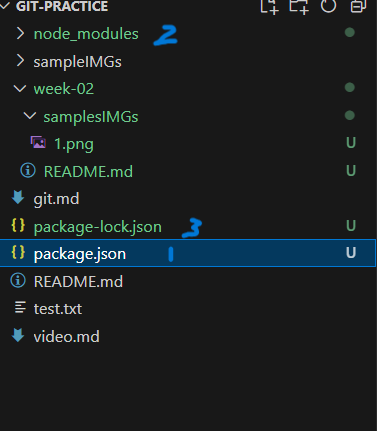 GIT-PRACTICE
node_modules 2
sampleIMGs
week-02
samplesIMGs
1.png U
README.md U
git.md
package-lock.json 3 U
package.json 1 U
README.md
test.txt
video.md